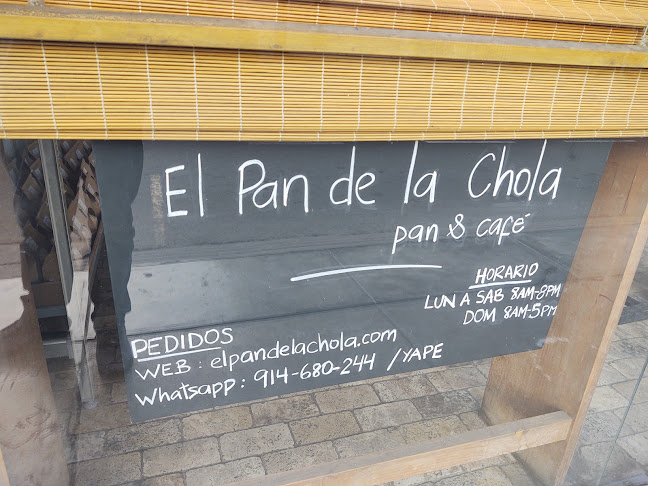 El Pan de la Chola
pan & café
HORARIO
LUN A SAB 8AM-8PM
DOM 8AM-5PM
PEDIDOS
WEB: elpandelachola.com
Whatsapp: 914-680-244 /YAPE